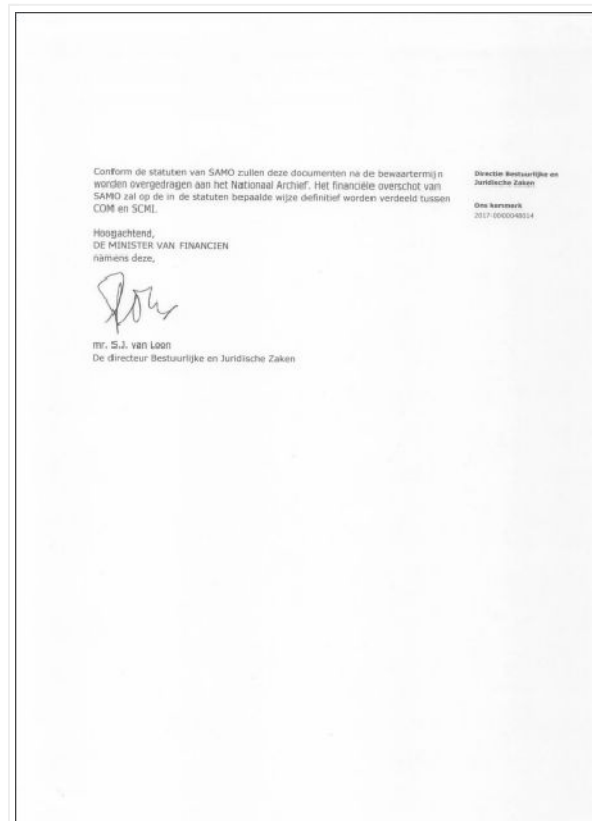 Conform de statuten van SAMO zullen deze documenten na de bewaartermijn
worden overgedragen aan het Nationaal Archief. Het financiële overschot van
SAMO zal op de in de statuten bepaalde wijze definitief worden verdeeld tussen
COM en SCMI.
Directie Bestuurlijke en
Juridische Zaken
Ons kenmerk
2017-0000048014
Hoogachtend,
DE MINISTER VAN FINANCIEN
namens deze,
mr. S.J. van Loon
De directeur Bestuurlijke en Juridische Zaken